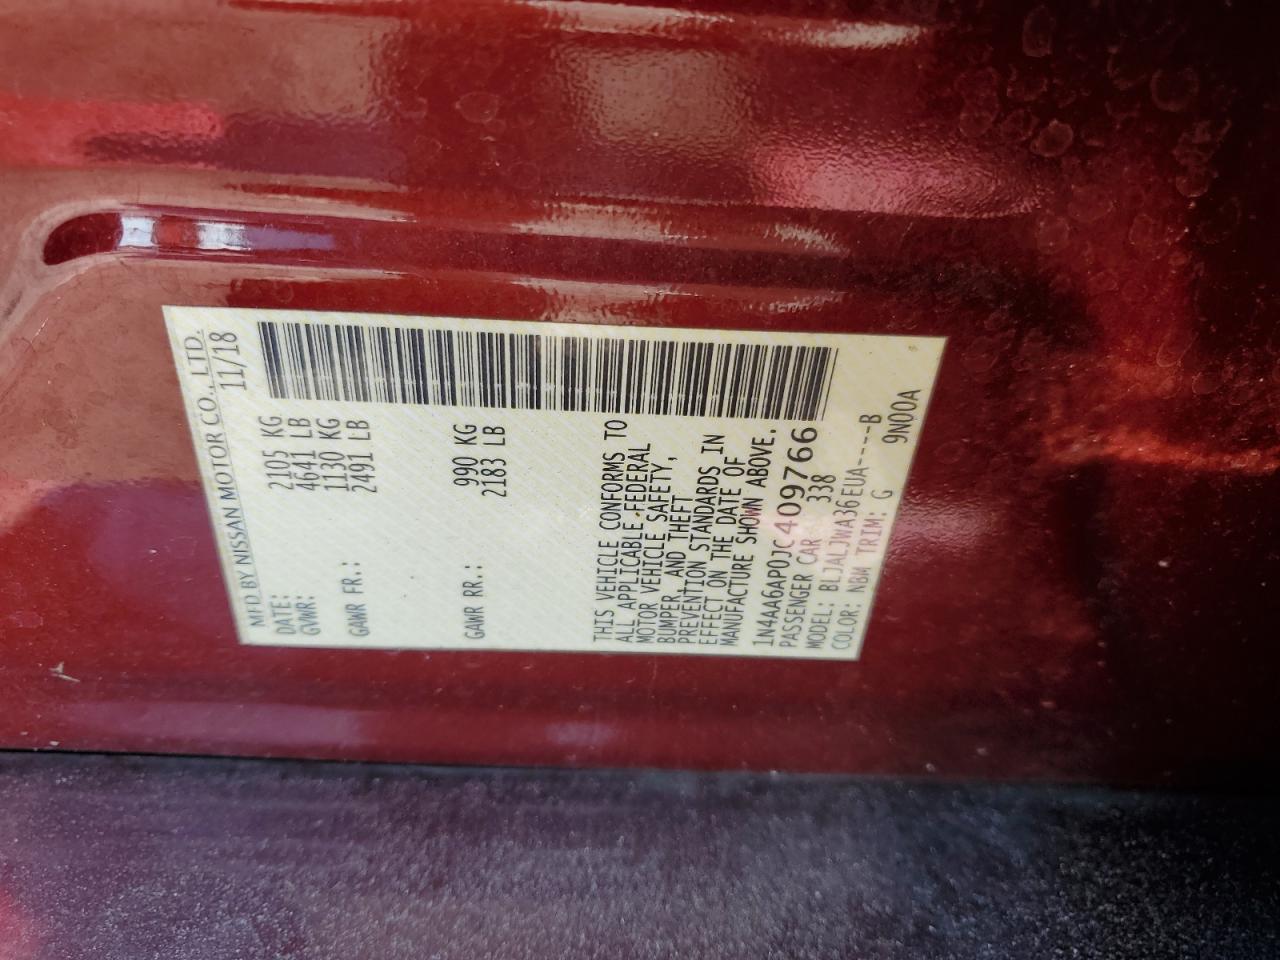 MFD BY NISSAN MOTOR CO., LTD.
DATE: 11/18
GVWR: 2105 KG
4641 LB
GAWR FR.: 1130 KG
2491 LB
GAWR RR.: 990 KG
2183 LB
THIS VEHICLE CONFORMS TO
ALL APPLICABLE FEDERAL
MOTOR VEHICLE SAFETY,
BUMPER, AND THEFT
PREVENTION STANDARDS IN
EFFECT ON THE DATE OF
MANUFACTURE SHOWN ABOVE.
1N4AA6AP0JC409766
PASSENGER CAR 338
MODEL: BLJALJWA36EUA----B
COLOR: NBM TRIM: G 9N00A